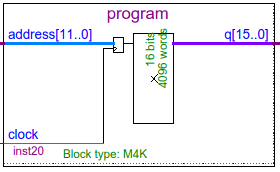 program
address[11..0]
q[15..0]
16 bits
4096 words
clock
inst20
Block type: M4K